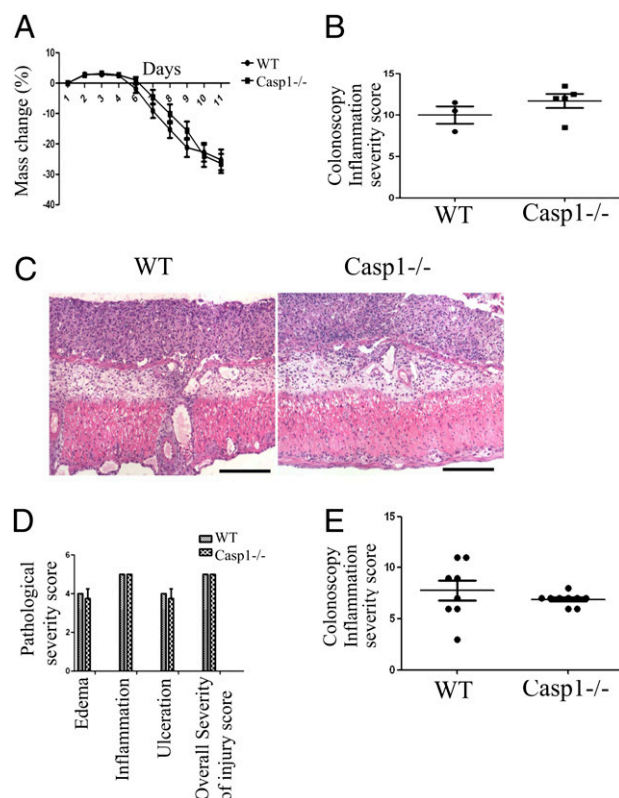 A
Mass change (%)
10
0
-10
-20
-30
-40
Days
1 2 3 4 5 6 7 8 9 10 11
WT
Casp1-/-
B
Colonoscopy
Inflammation
severity score
15
10
5
0
WT Casp1-/-
C
WT Casp1-/-
D
Pathological
severity score
6
4
2
0
WT
Casp1-/-
Edema
Inflammation
Ulceration
Overall Severity
of injury score
E
Colonoscopy
Inflammation
severity score
15
10
5
0
WT Casp1-/-